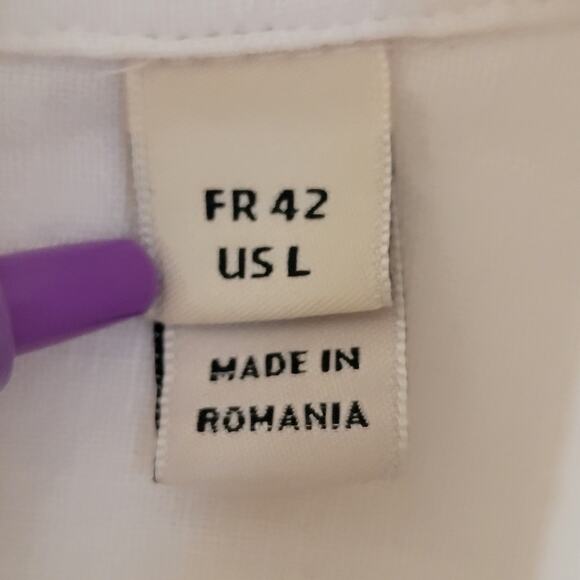 FR 42
US L
MADE IN
ROMANIA